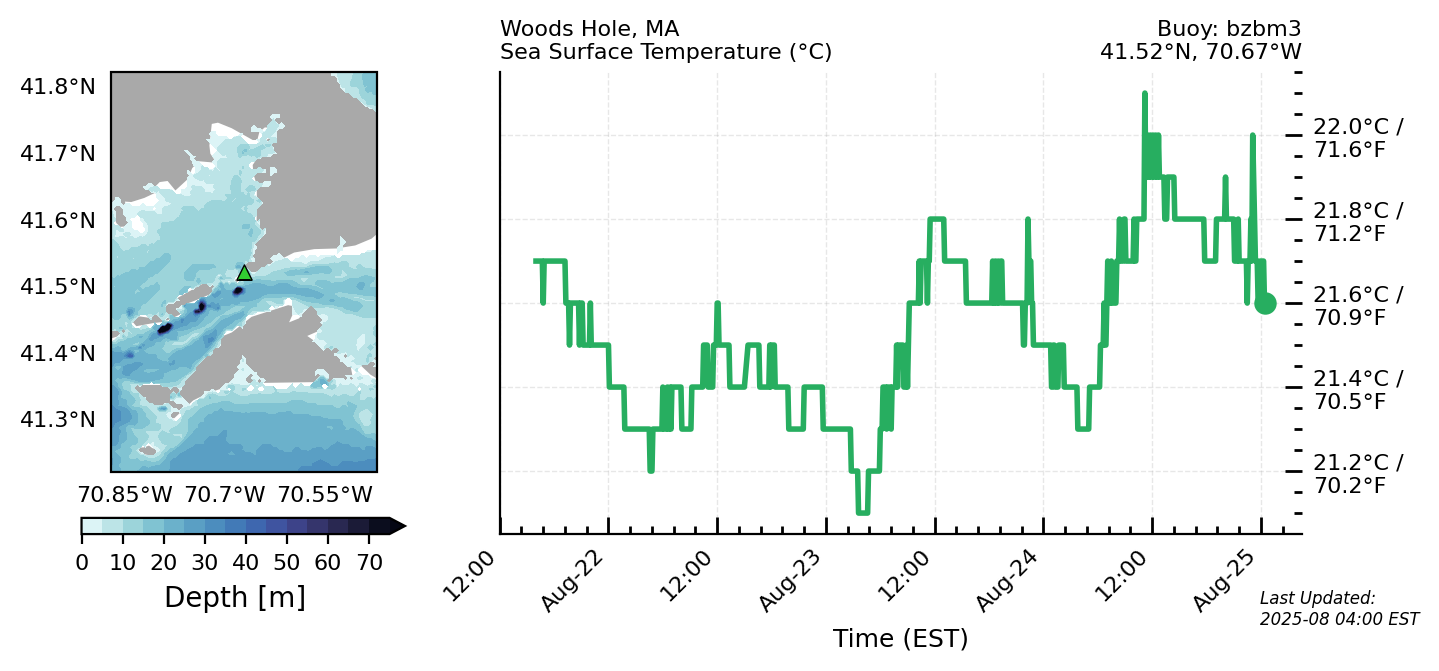 Woods Hole, MA
Sea Surface Temperature (°C)
Buoy: bzbm3
41.52°N, 70.67°W
41.8°N
41.7°N
41.6°N
41.5°N
41.4°N
41.3°N
70.85°W 70.7°W 70.55°W
0 10 20 30 40 50 60 70
Depth [m]
22.0°C /
71.6°F
21.8°C /
71.2°F
21.6°C /
70.9°F
21.4°C /
70.5°F
21.2°C /
70.2°F
12:00 Aug-22 12:00 Aug-23 12:00 Aug-24 12:00 Aug-25
Time (EST)
Last Updated:
2025-08 04:00 EST